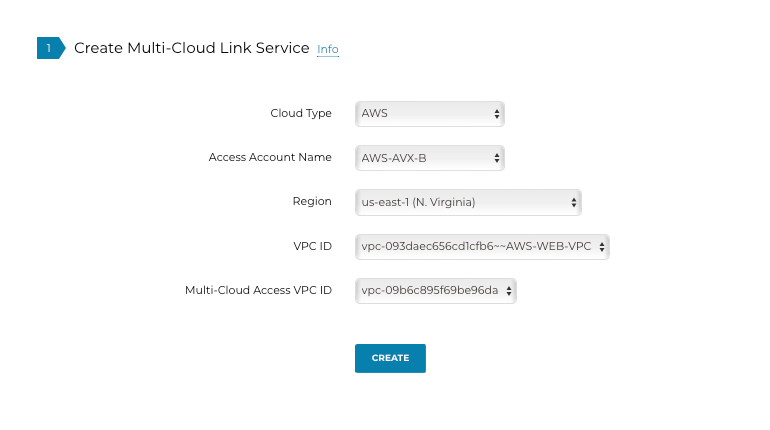 1 Create Multi-Cloud Link Service Info
Cloud Type AWS
Access Account Name AWS-AVX-B
Region us-east-1 (N. Virginia)
VPC ID vpc-093daec656cd1cfb6~~AWS-WEB-VPC
Multi-Cloud Access VPC ID vpc-09b6c895f69be96da
CREATE